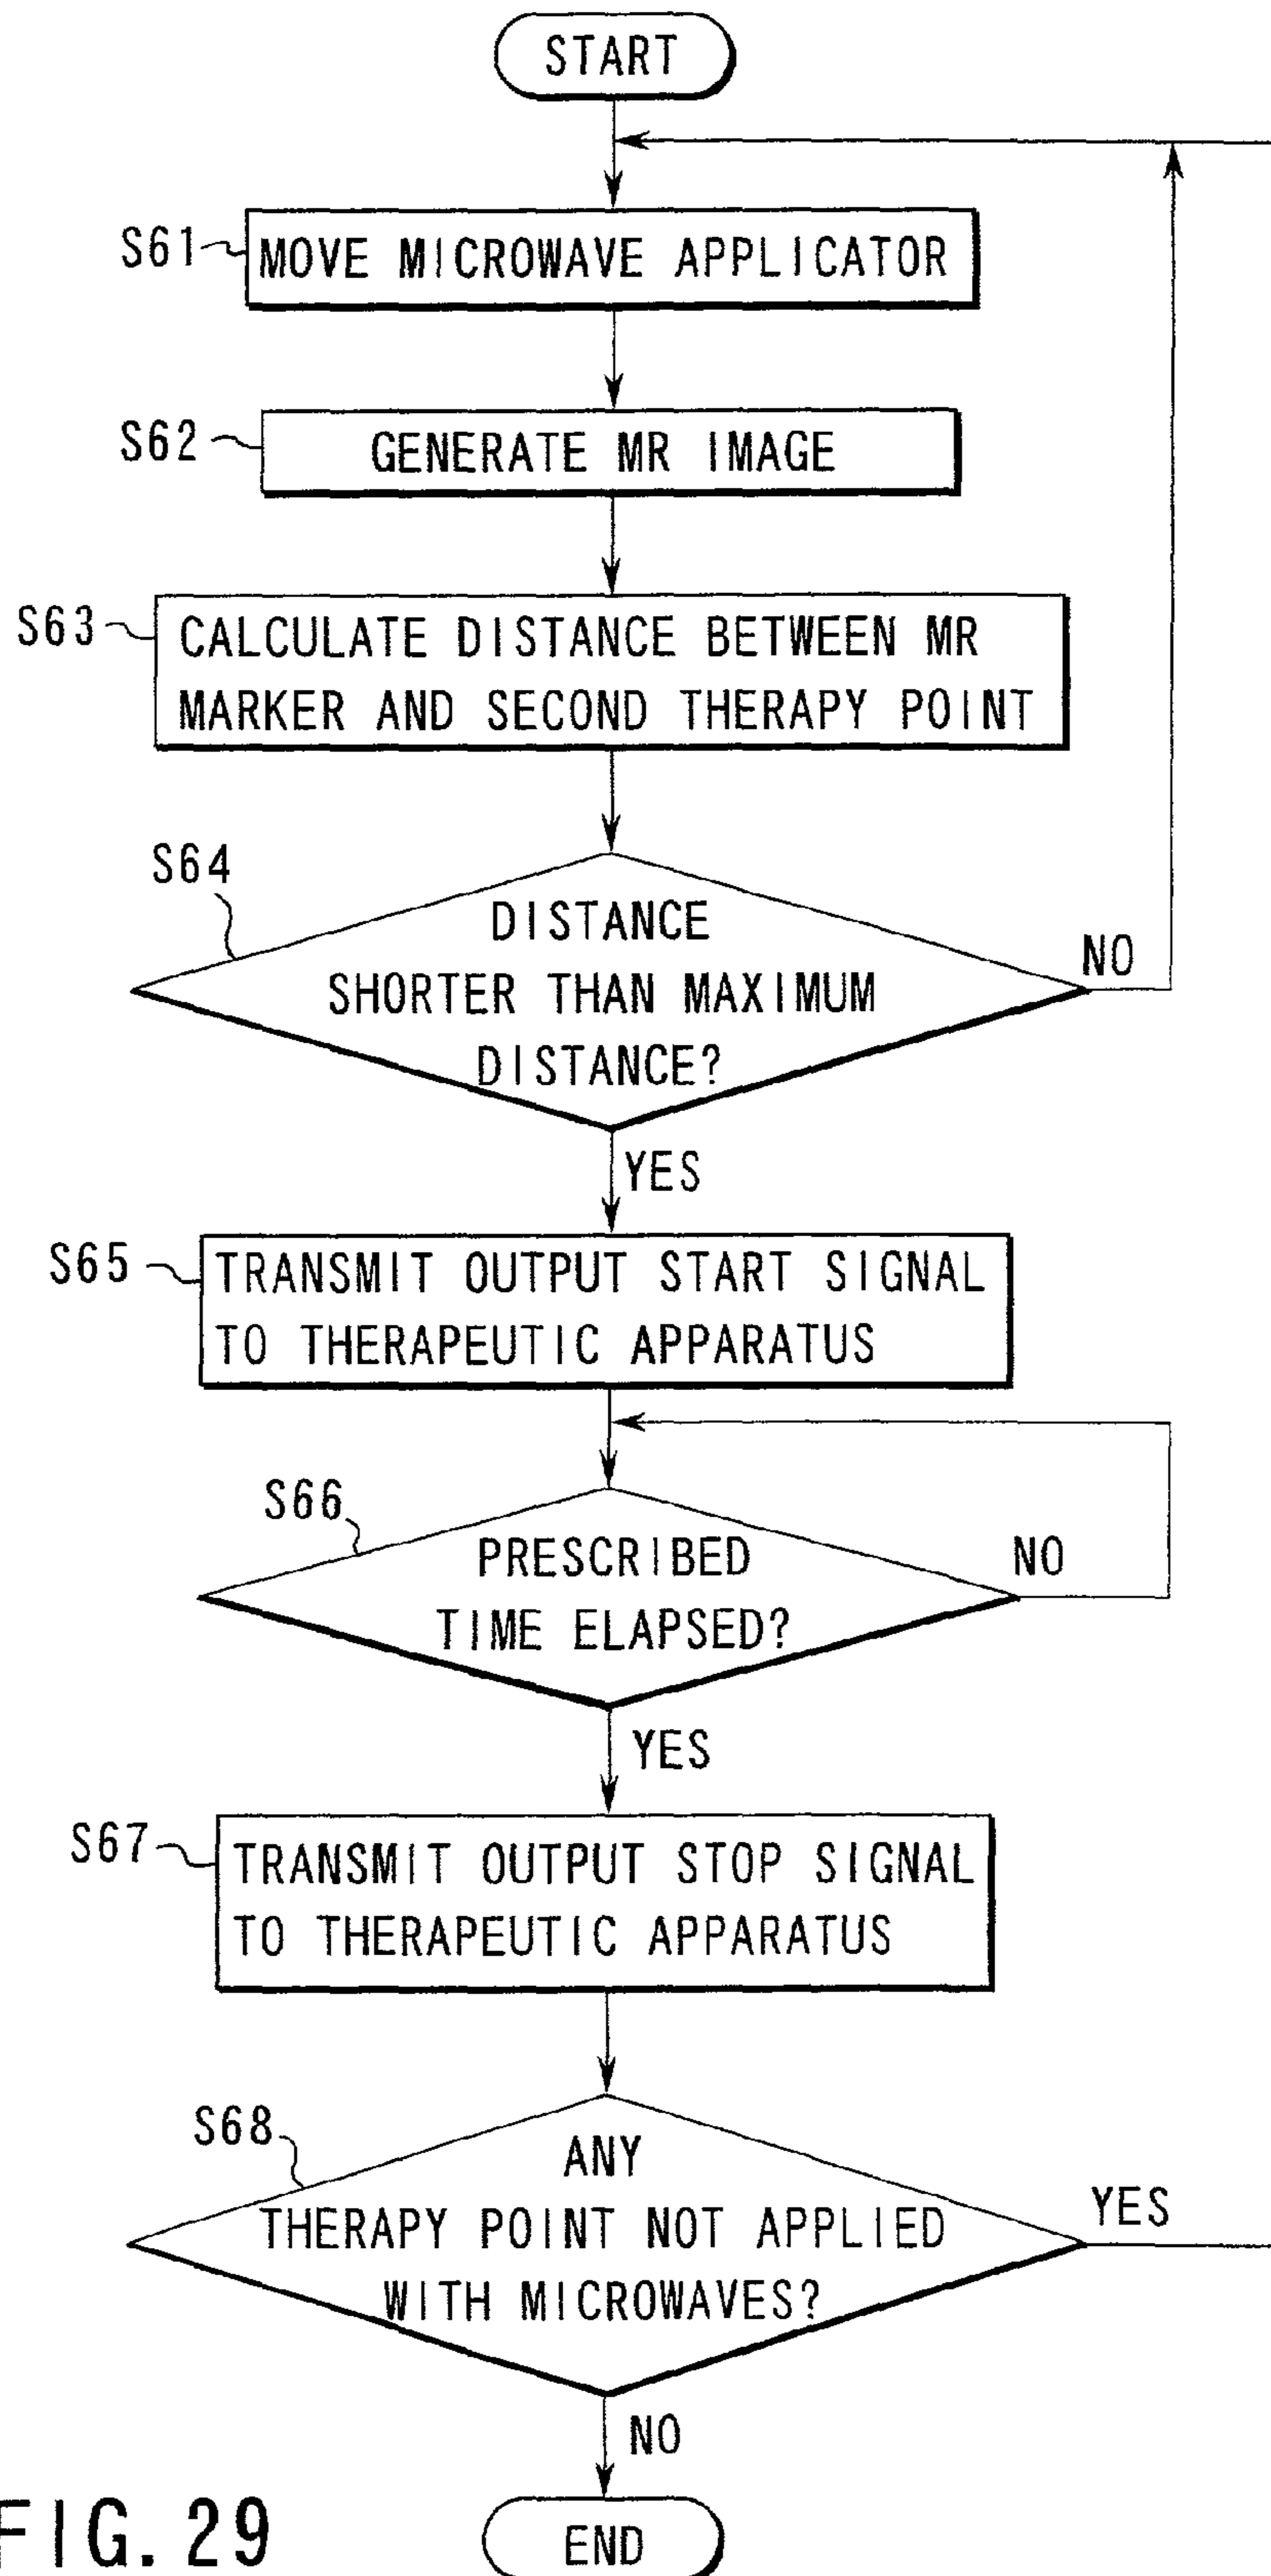 START
S61
MOVE MICROWAVE APPLICATOR
S62
GENERATE MR IMAGE
S63
CALCULATE DISTANCE BETWEEN MR
MARKER AND SECOND THERAPY POINT
S64
DISTANCE
SHORTER THAN MAXIMUM
DISTANCE?
NO
YES
S65
TRANSMIT OUTPUT START SIGNAL
TO THERAPEUTIC APPARATUS
S66
PRESCRIBED
TIME ELAPSED?
NO
YES
S67
TRANSMIT OUTPUT STOP SIGNAL
TO THERAPEUTIC APPARATUS
S68
ANY
THERAPY POINT NOT APPLIED
WITH MICROWAVES?
YES
NO
END
FIG. 29